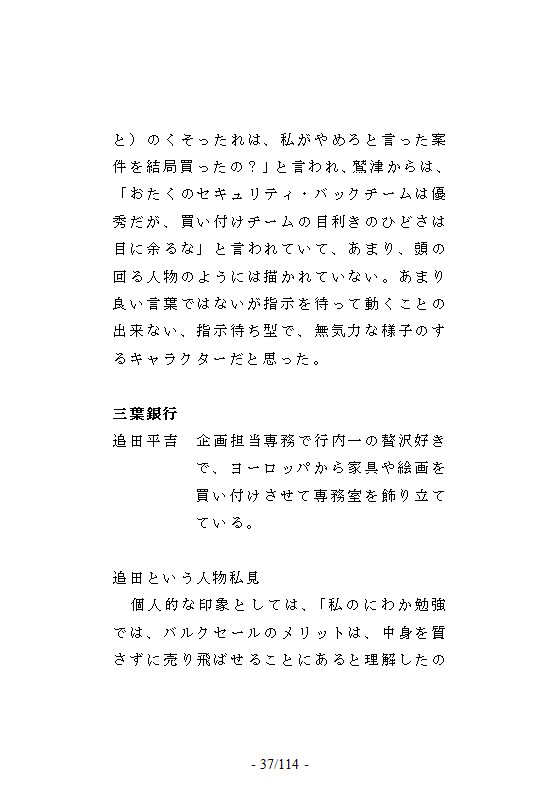 と）のくそったれは、私がやめろと言った案
件を結局買ったの？」と言われ、鷲津からは、
「おたくのセキュリティ・バックチームは優
秀だが、買い付けチームの目利きのひどさは
目に余るな」と言われていて、あまり、頭の
回る人物のようには描かれていない。あまり
良い言葉ではないが指示を待って動くことの
出来ない、指示待ち型で、無気力な様子のす
るキャラクターだと思った。
三葉銀行
追田平吉　企画担当専務で行内一の贅沢好き
で、ヨーロッパから家具や絵画を
買い付けさせて専務室を飾り立て
ている。
追田という人物私見
個人的な印象としては、「私のにわか勉強
では、バルクセールのメリットは、中身を質
さずに売り飛ばせることにあると理解したの
- 37/114 -